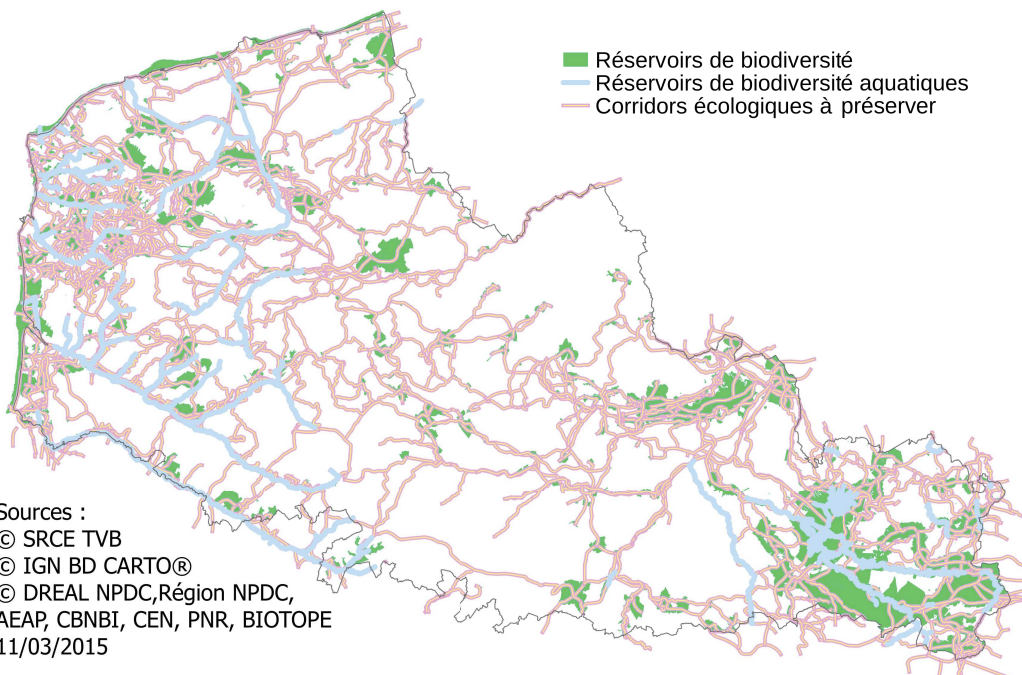 Réservoirs de biodiversité
Réservoirs de biodiversité aquatiques
Corridors écologiques à préserver
Sources :
© SRCE TVB
© IGN BD CARTO®
© DREAL NPDC,Région NPDC,
AEAP, CBNBI, CEN, PNR, BIOTOPE
11/03/2015